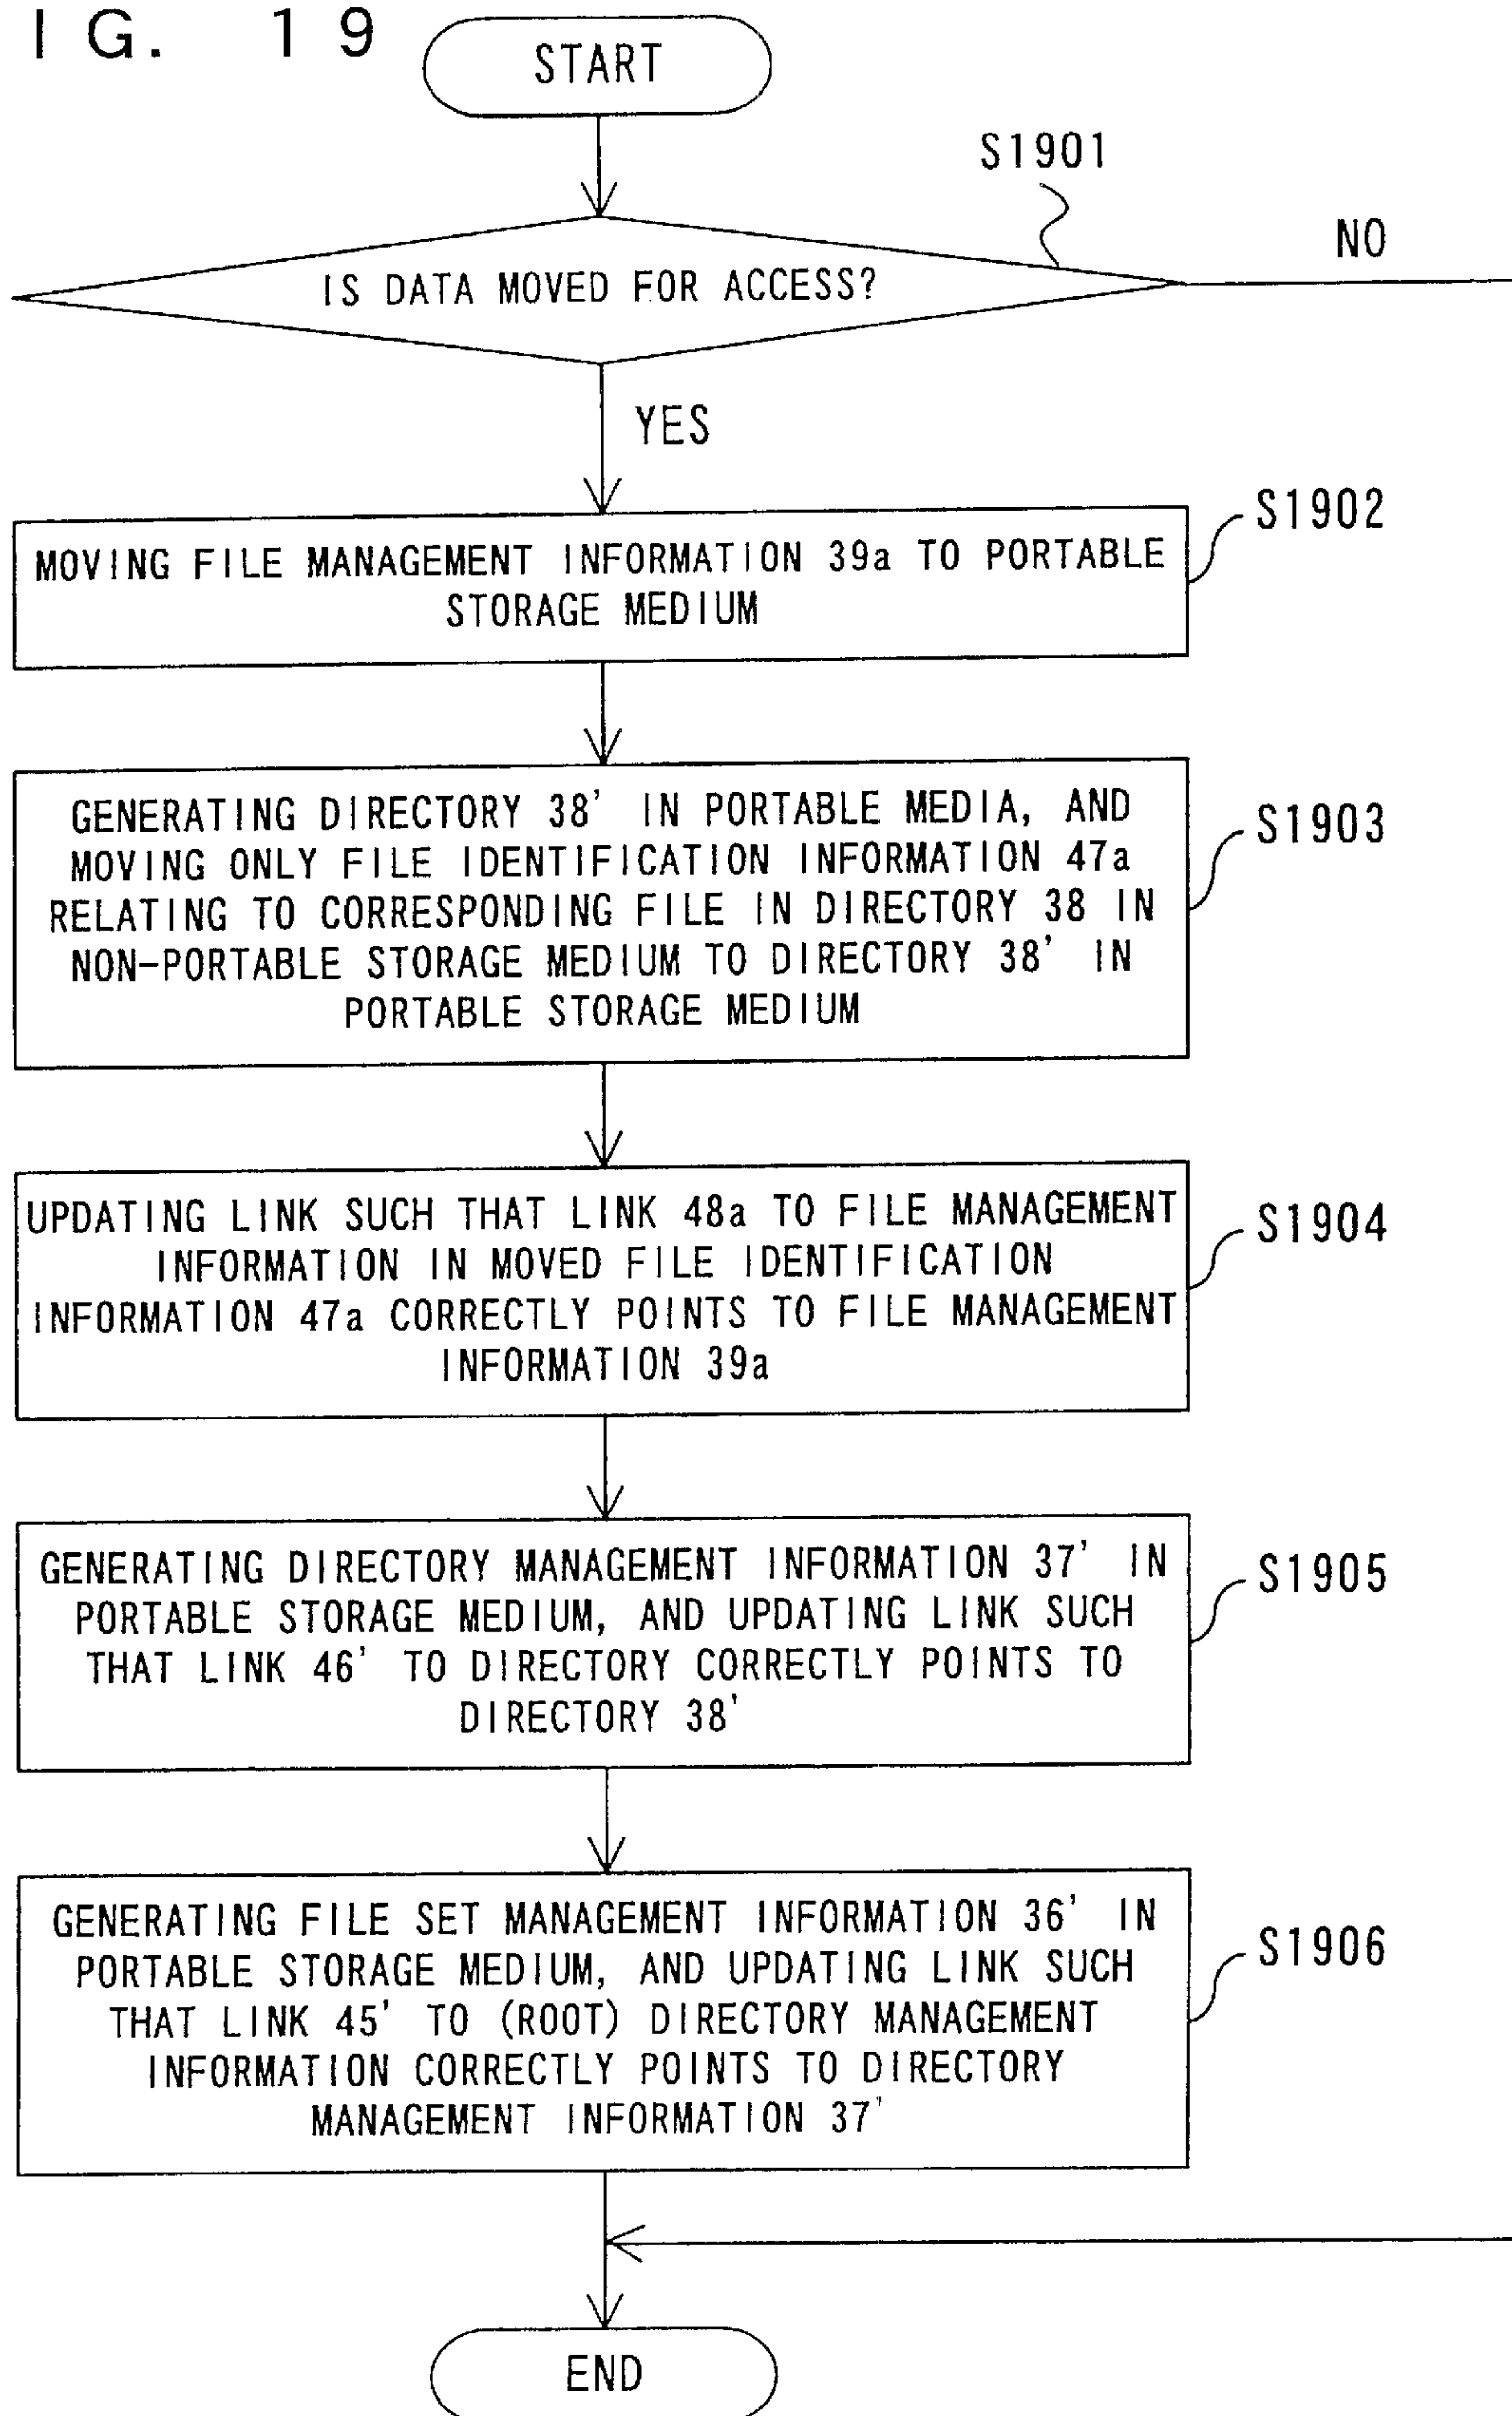 IG. 19
START
S1901
NO
IS DATA MOVED FOR ACCESS?
YES
S1902
MOVING FILE MANAGEMENT INFORMATION 39a TO PORTABLE
STORAGE MEDIUM
S1903
GENERATING DIRECTORY 38' IN PORTABLE MEDIA, AND
MOVING ONLY FILE IDENTIFICATION INFORMATION 47a
RELATING TO CORRESPONDING FILE IN DIRECTORY 38 IN
NON-PORTABLE STORAGE MEDIUM TO DIRECTORY 38' IN
PORTABLE STORAGE MEDIUM
S1904
UPDATING LINK SUCH THAT LINK 48a TO FILE MANAGEMENT
INFORMATION IN MOVED FILE IDENTIFICATION
INFORMATION 47a CORRECTLY POINTS TO FILE MANAGEMENT
INFORMATION 39a
S1905
GENERATING DIRECTORY MANAGEMENT INFORMATION 37' IN
PORTABLE STORAGE MEDIUM, AND UPDATING LINK SUCH
THAT LINK 46' TO DIRECTORY CORRECTLY POINTS TO
DIRECTORY 38'
S1906
GENERATING FILE SET MANAGEMENT INFORMATION 36' IN
PORTABLE STORAGE MEDIUM, AND UPDATING LINK SUCH
THAT LINK 45' TO (ROOT) DIRECTORY MANAGEMENT
INFORMATION CORRECTLY POINTS TO DIRECTORY
MANAGEMENT INFORMATION 37'
END